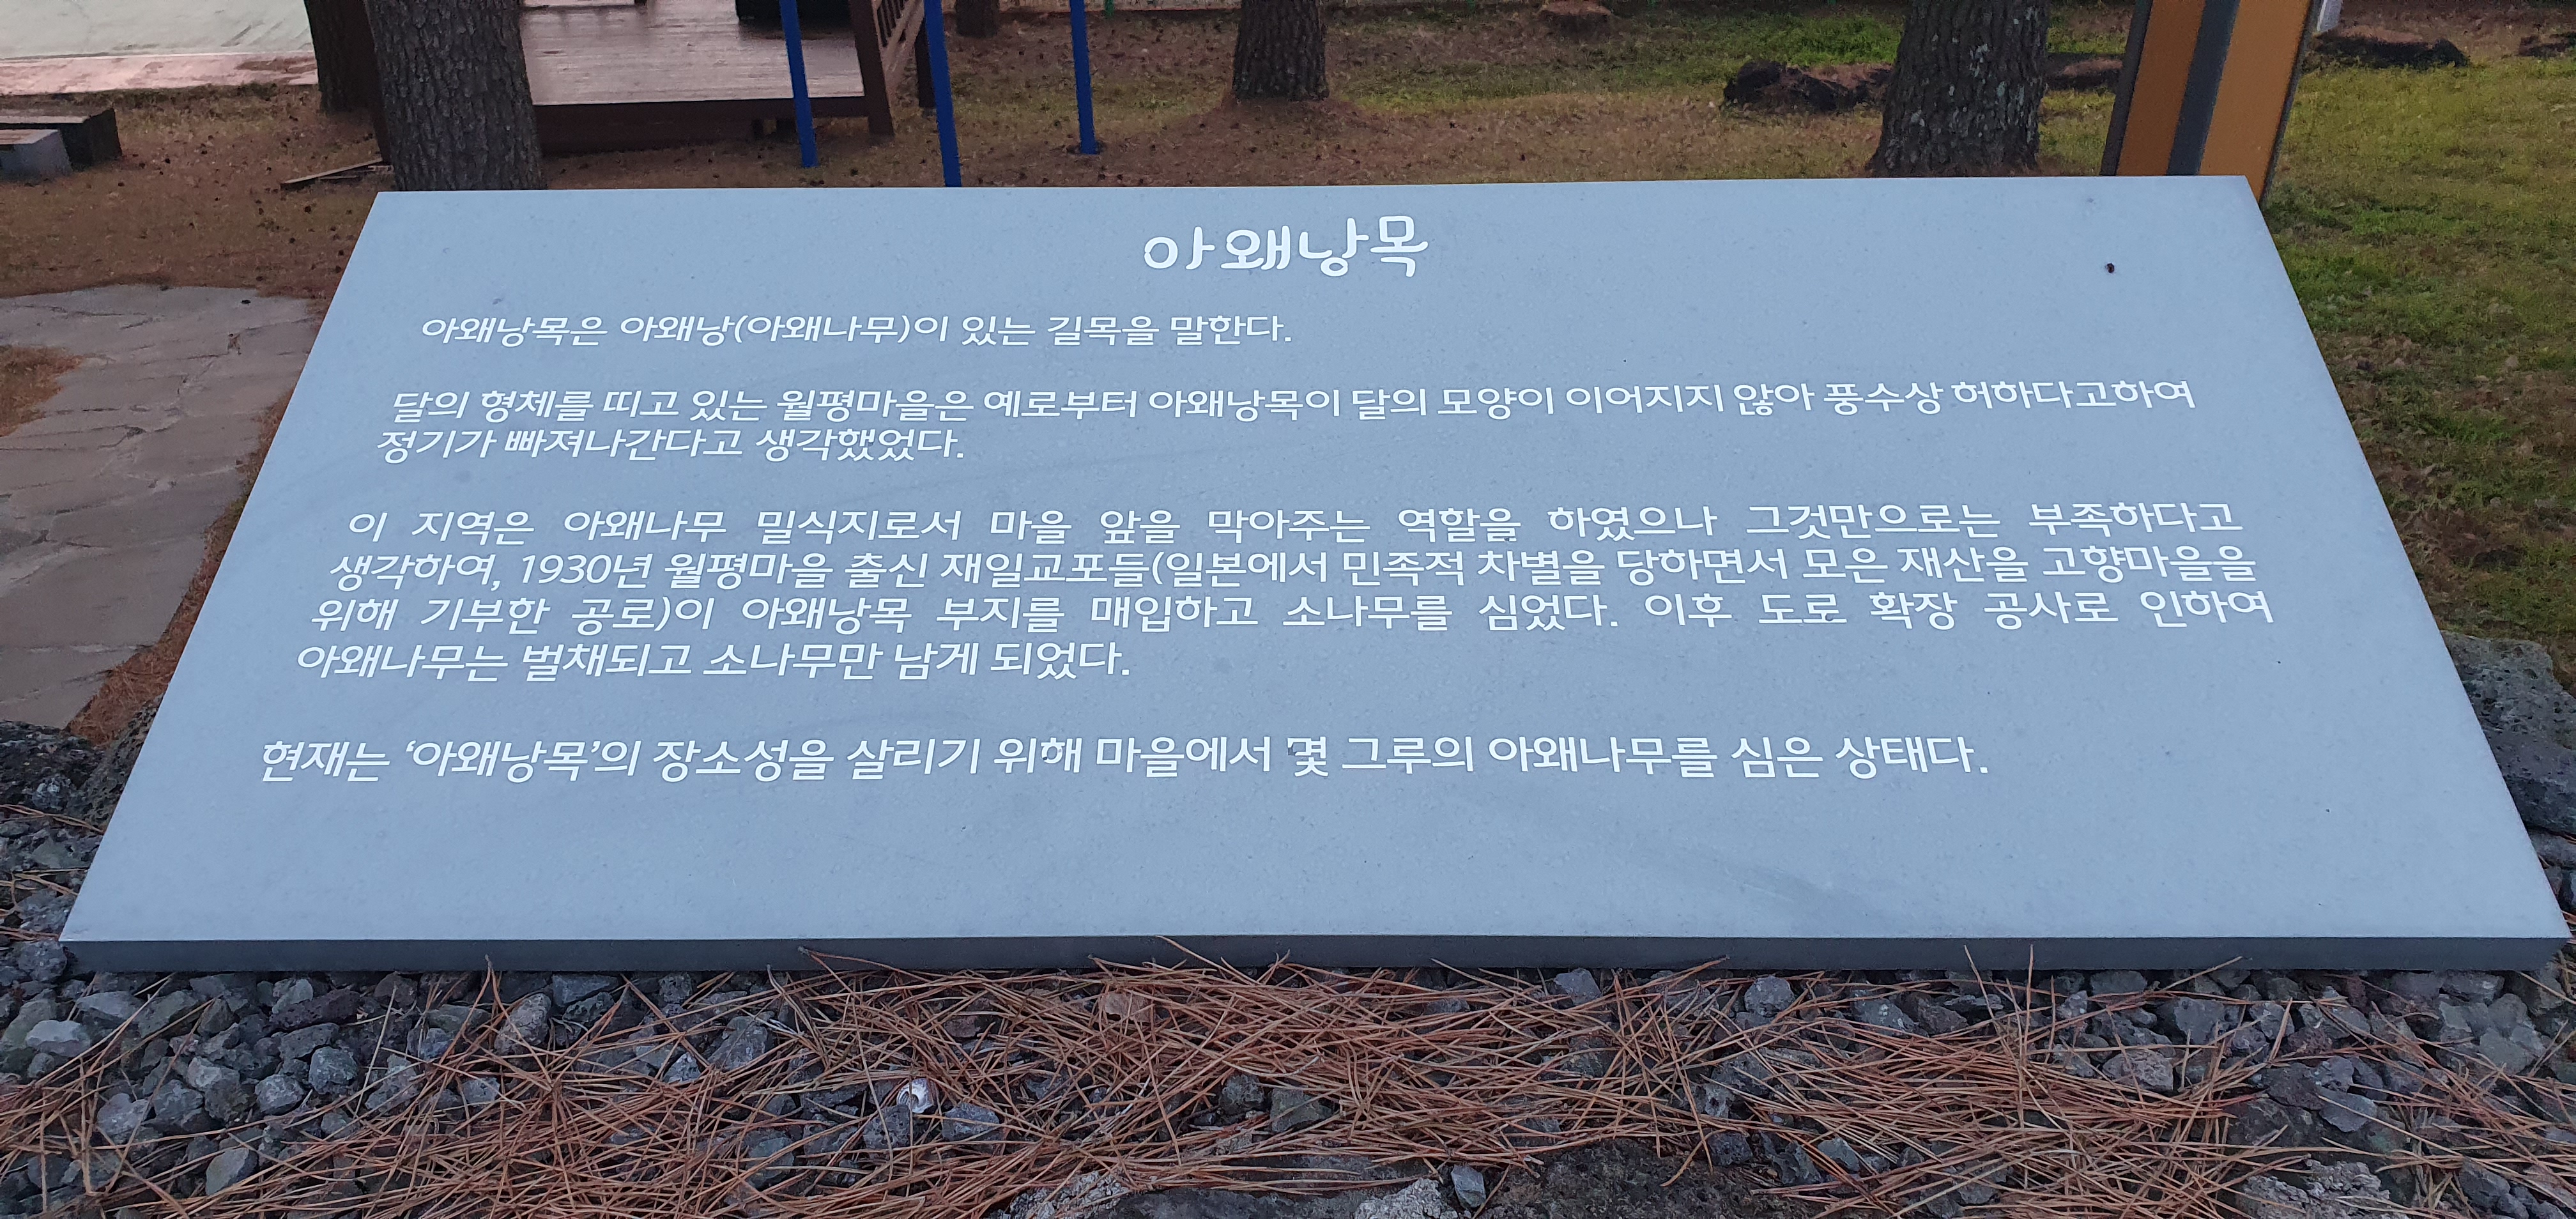 아왜낭목
아왜낭목은 아왜낭(아왜나무)이 있는 길목을 말한다.
달의 형체를 띠고 있는 월평마을은 예로부터 아왜낭목이 달의 모양이 이어지지 않아 풍수상 허하다고하여
정기가 빠져나간다고 생각했었다.
이 지역은 아왜나무 밀식지로서 마을 앞을 막아주는 역할을 하였으나 그것만으로는 부족하다고
생각하여, 1930년 월평마을 출신 재일교포들(일본에서 민족적 차별을 당하면서 모은 재산을 고향마을을
위해 기부한 공로)이 아왜낭목 부지를 매입하고 소나무를 심었다. 이후 도로 확장 공사로 인하여
아왜나무는 벌채되고 소나무만 남게 되었다.
현재는 ‘아왜낭목’의 장소성을 살리기 위해 마을에서 몇 그루의 아왜나무를 심은 상태다.